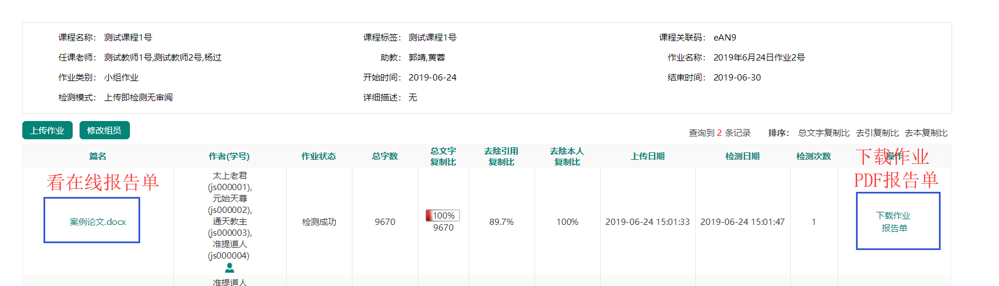 课程名称： 测试课程1号 课程标签： 测试课程1号 课程关联码： eAN9
任课老师： 测试教师1号,测试教师2号,杨过 助教： 郭靖,黄蓉 作业名称： 2019年6月24日作业2号
作业类别： 小组作业 开始时间： 2019-06-24 结束时间： 2019-06-30
检测模式： 上传即检测无审阅 详细描述： 无
上传作业 修改组员
查询到 2 条记录 排序： 总文字复制比 去引复制比 去本复制比
篇名 作者(学号) 作业状态 总字数 总文字复制比 去除引用复制比 去除本人复制比 上传日期 检测日期 检测次数 操作
看在线报告单
下载作业
PDF报告单
案例论文.docx
太上老君
(js000001),
元始天尊
(js000002),
通天教主
(js000003),
准提道人
(js000004)
检测成功 9670 100% 9670 89.7% 100% 2019-06-24 15:01:33 2019-06-24 15:01:47 1
下载作业
报告单
准提道人